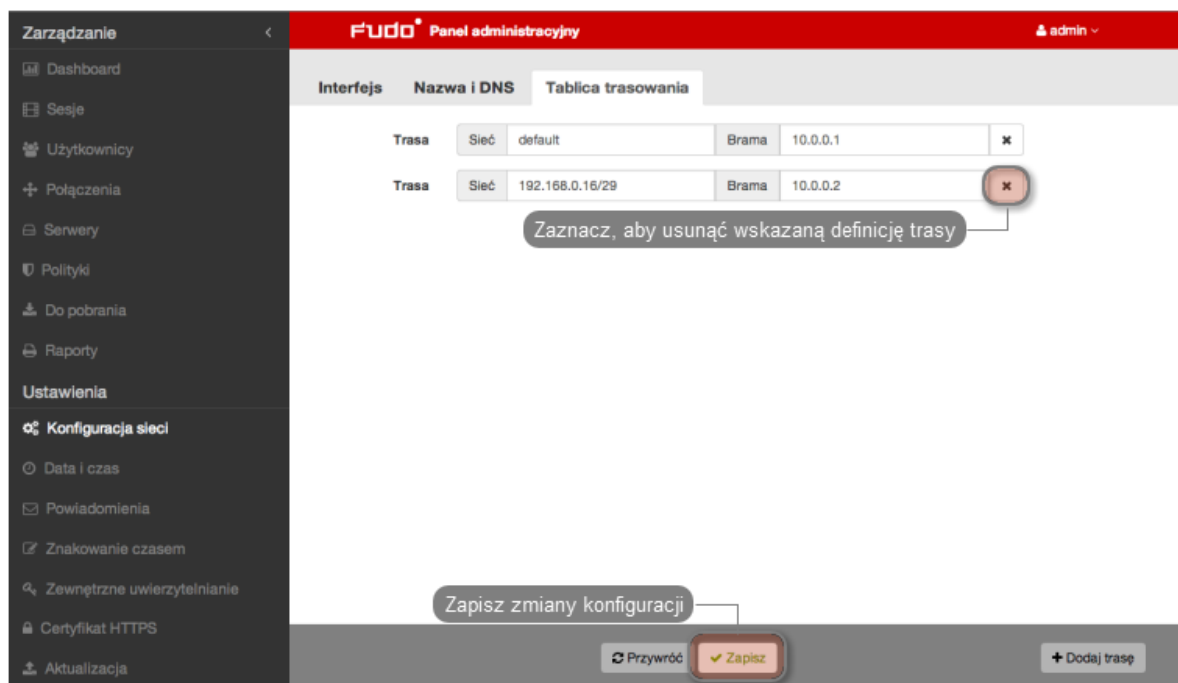 Zarządzanie
Dashboard
Sesje
Użytkownicy
Połączenia
Serwery
Polityki
Do pobrania
Raporty
Ustawienia
Konfiguracja sieci
Data i czas
Powiadomienia
Znakowanie czasem
Zewnętrzne uwierzytelnianie
Certyfikat HTTPS
Aktualizacja
FUDO Panel administracyjny admin
Interfejs Nazwa i DNS Tablica trasowania
Trasa Sieć default Brama 10.0.0.1
Trasa Sieć 192.168.0.16/29 Brama 10.0.0.2
Zaznacz, aby usunąć wskazaną definicję trasy
Zapisz zmiany konfiguracji
Przywróć Zapisz Dodaj trasę